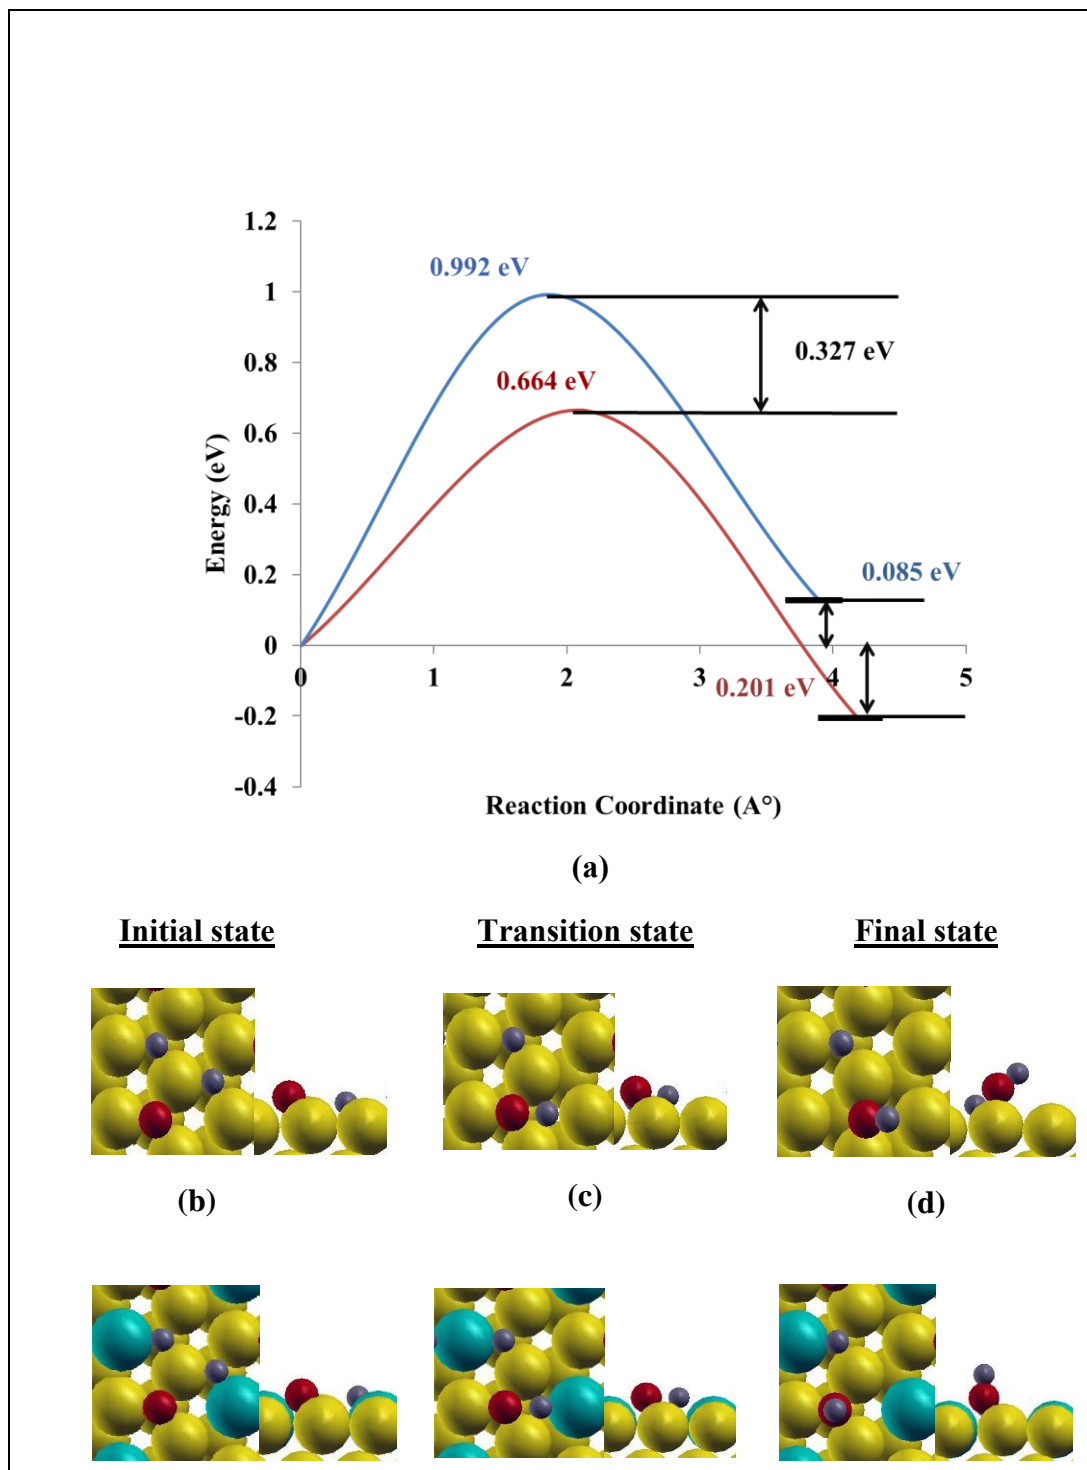 1.2
0.992 eV
1
0.327 eV
0.8
0.664 eV
0.6
Energy (eV)
0.4
0.2
0.085 eV
0
0 1 2 3 4 5
0.201 eV
-0.2
-0.4
Reaction Coordinate (A°)
(a)
Initial state Transition state Final state
(b) (c) (d)